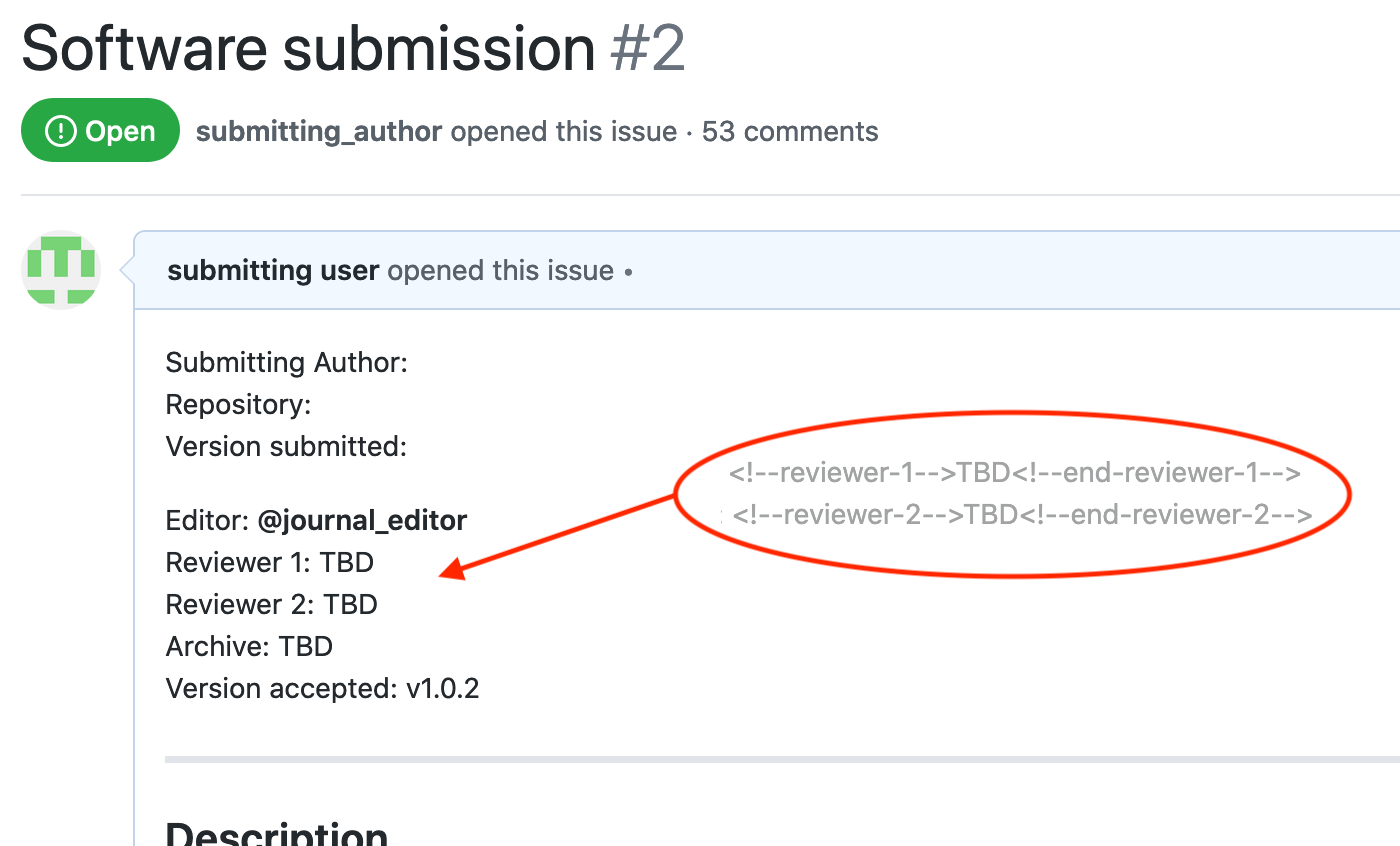 Software submission #2
Open submitting_author opened this issue · 53 comments
submitting user opened this issue •
Submitting Author:
Repository:
Version submitted:
<!--reviewer-1-->TBD<!--end-reviewer-1-->
: <!--reviewer-2-->TBD<!--end-reviewer-2-->
Editor: @journal_editor
Reviewer 1: TBD
Reviewer 2: TBD
Archive: TBD
Version accepted: v1.0.2
Description